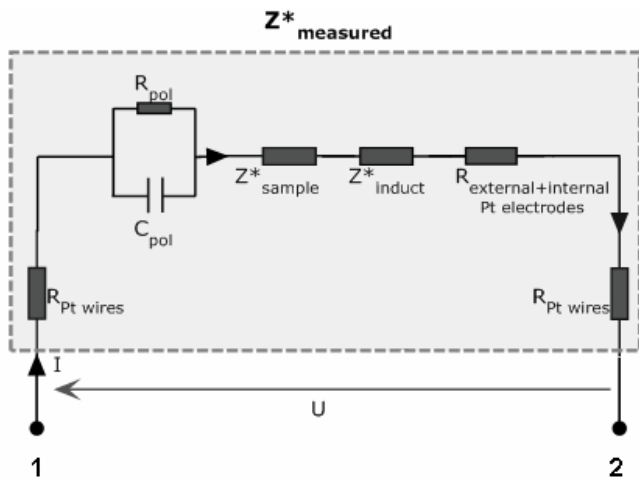 Z*measured
Rpol
Cpol
Z*sample
Z*induct
Rexternal+internal
Pt electrodes
RPt wires
RPt wires
I
U
1
2